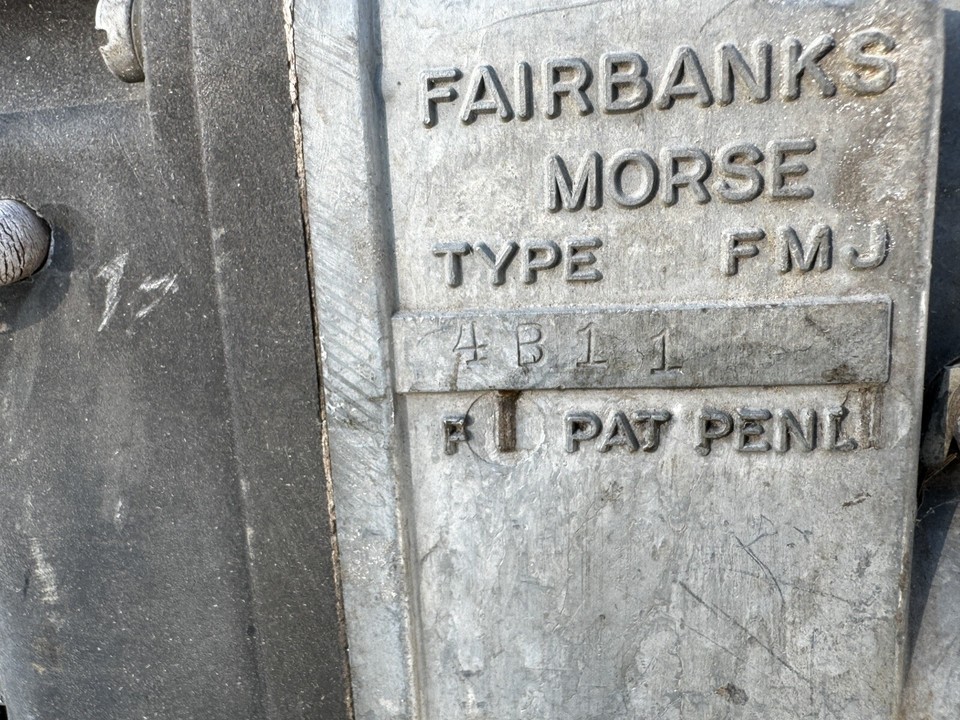 FAIRBANKS
MORSE
TYPE FMJ
4B11
PAT PEND